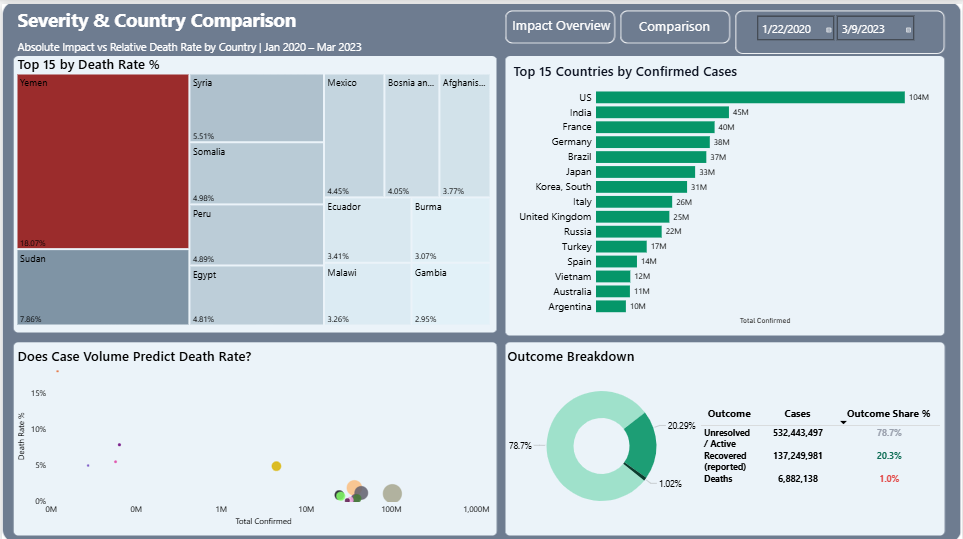 Severity & Country Comparison
Absolute Impact vs Relative Death Rate by Country | Jan 2020 – Mar 2023
Impact Overview
Comparison
1/22/2020
3/9/2023
Top 15 by Death Rate %
Yemen
18.07%
Sudan
7.86%
Syria
5.51%
Somalia
4.98%
Peru
4.89%
Egypt
4.81%
Mexico
4.45%
Bosnia an...
4.05%
Afghanis...
3.77%
Ecuador
3.41%
Burma
3.07%
Malawi
3.26%
Gambia
2.95%
Top 15 Countries by Confirmed Cases
US 104M
India 45M
France 40M
Germany 38M
Brazil 37M
Japan 33M
Korea, South 31M
Italy 26M
United Kingdom 25M
Russia 22M
Turkey 17M
Spain 14M
Vietnam 12M
Australia 11M
Argentina 10M
Total Confirmed
Does Case Volume Predict Death Rate?
Death Rate %
15%
10%
5%
0%
0M 0M 1M 10M 100M 1,000M
Total Confirmed
Outcome Breakdown
78.7%
20.29%
1.02%
Outcome Cases Outcome Share %
Unresolved 532,443,497 78.7%
/ Active
Recovered 137,249,981 20.3%
(reported)
Deaths 6,882,138 1.0%